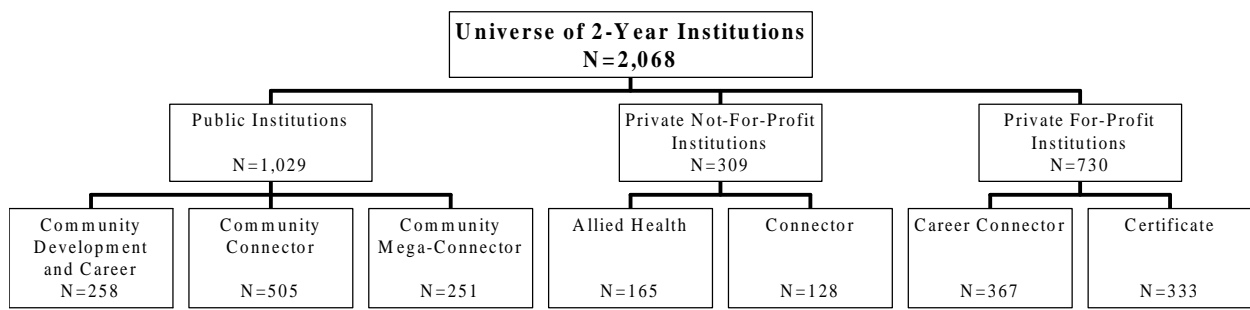 Universe of 2-Year Institutions
N=2,068
Public Institutions
N=1,029
Private Not-For-Profit
Institutions
N=309
Private For-Profit
Institutions
N=730
Community
Development
and Career
N=258
Community
Connector
N=505
Community
Mega-Connector
N=251
Allied Health
N=165
Connector
N=128
Career Connector
N=367
Certificate
N=333